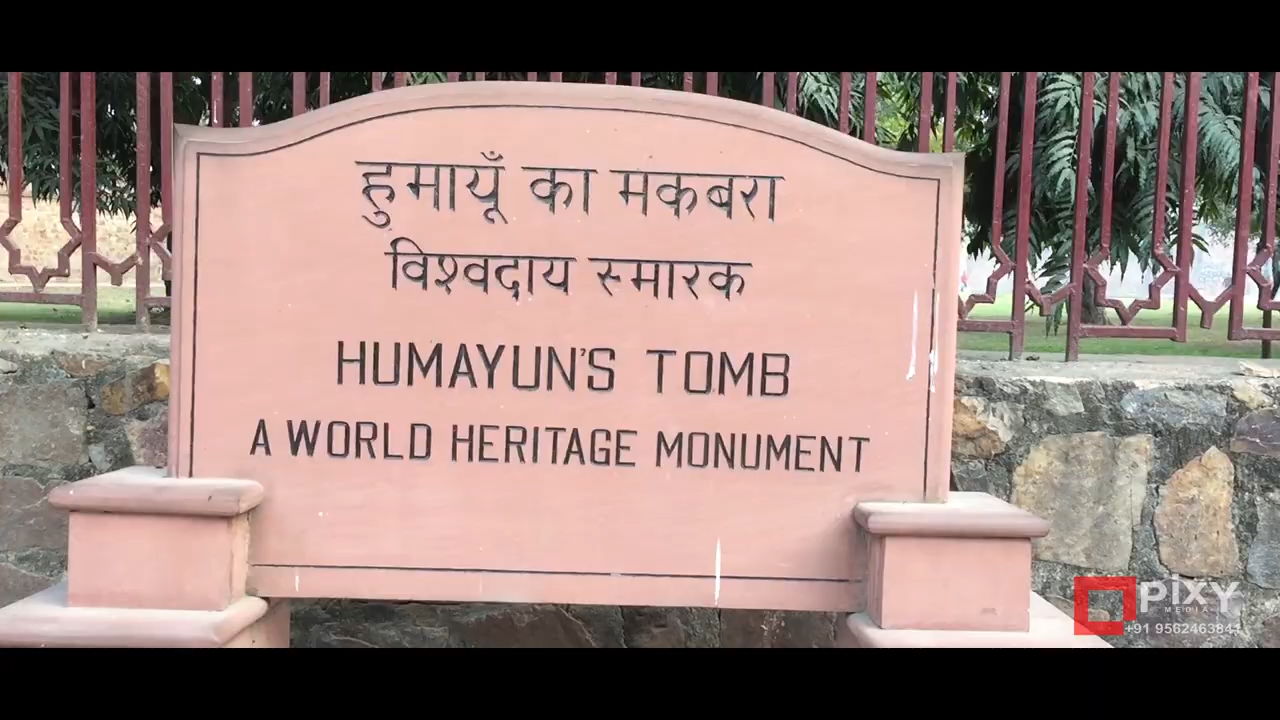 हुमायूँ का मकबरा
विश्वदाय स्मारक
HUMAYUN'S TOMB
A WORLD HERITAGE MONUMENT
PIXY
MEDIA
+91 9562463841